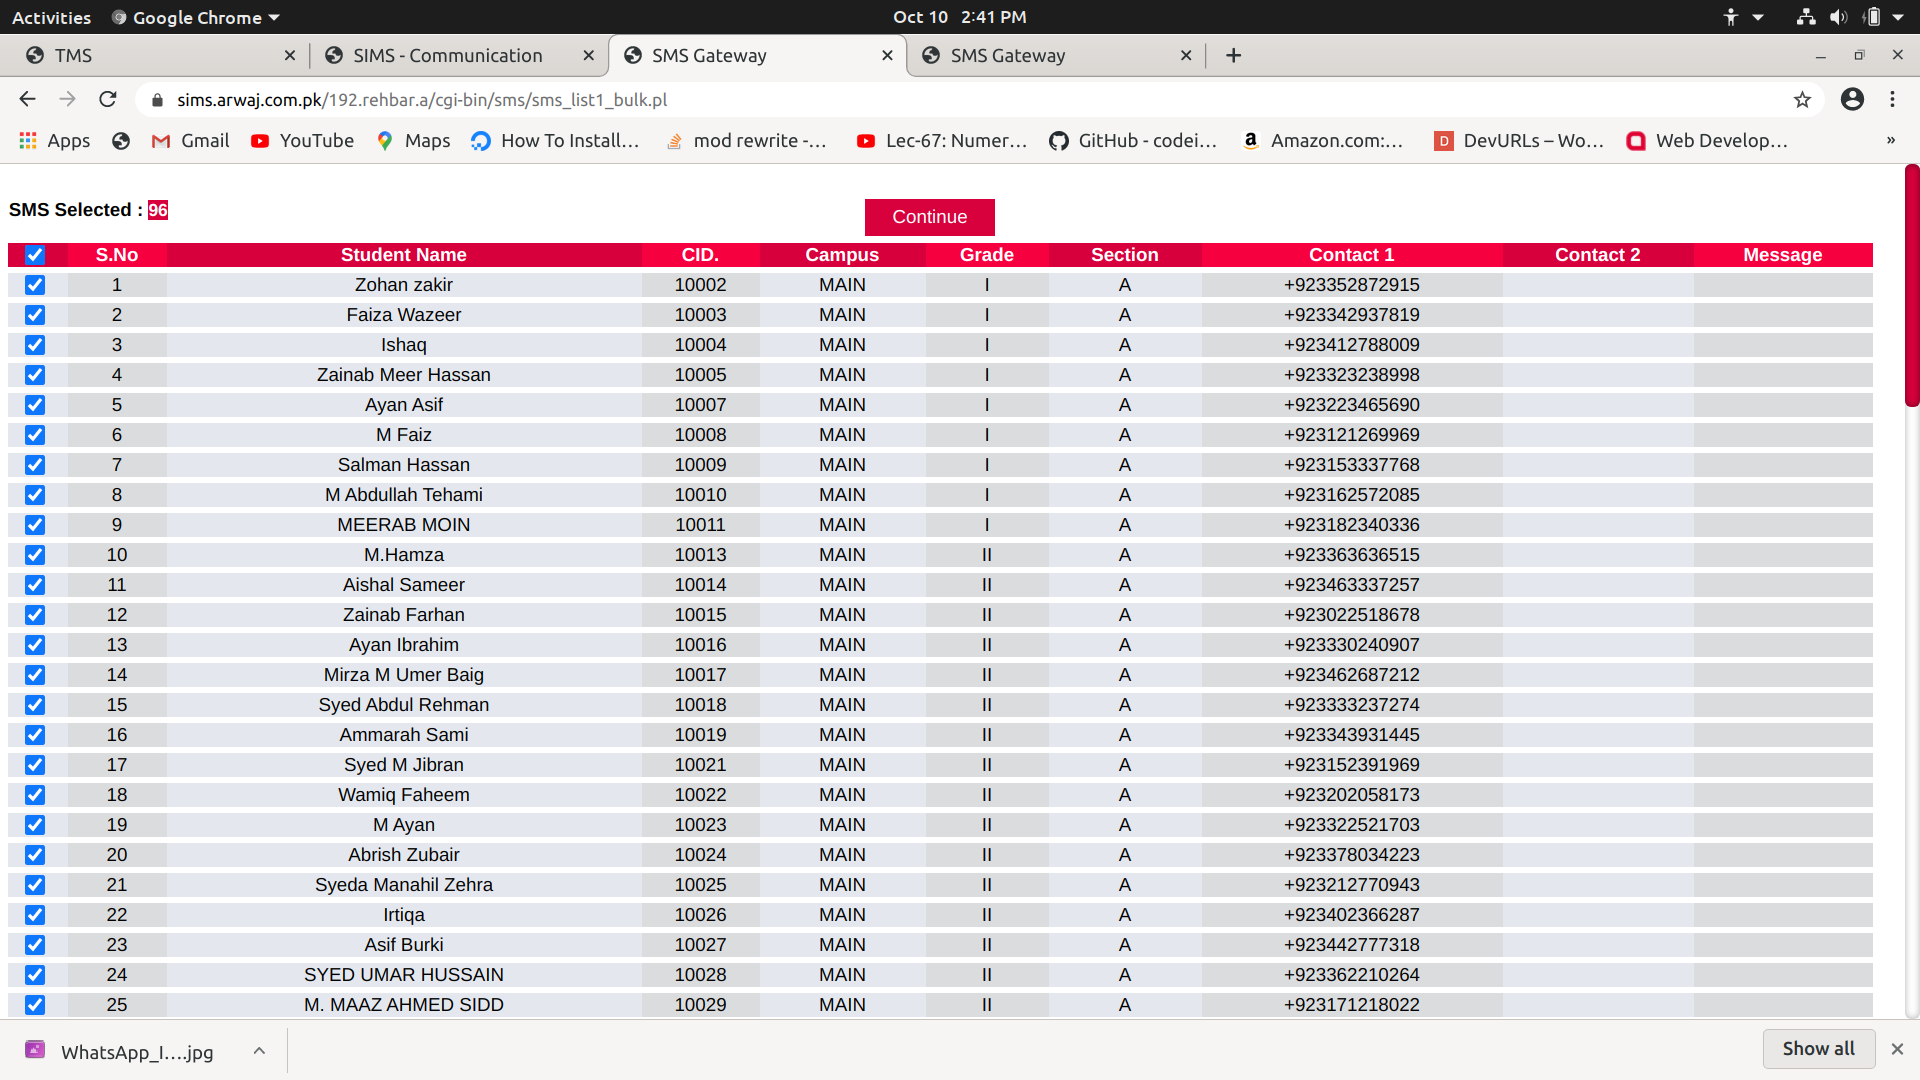 Activities Google Chrome Oct 10 2:41 PM
TMS SIMS - Communication SMS Gateway SMS Gateway
sims.arwaj.com.pk/192.rehbar.a/cgi-bin/sms/sms_list1_bulk.pl
Apps Gmail YouTube Maps How To Install… mod rewrite -… Lec-67: Numer… GitHub - codei… Amazon.com:… DevURLs – Wo… Web Develop… »
SMS Selected : 96 Continue
S.No Student Name CID. Campus Grade Section Contact 1 Contact 2 Message
1 Zohan zakir 10002 MAIN I A +923352872915
2 Faiza Wazeer 10003 MAIN I A +923342937819
3 Ishaq 10004 MAIN I A +923412788009
4 Zainab Meer Hassan 10005 MAIN I A +923323238998
5 Ayan Asif 10007 MAIN I A +923223465690
6 M Faiz 10008 MAIN I A +923121269969
7 Salman Hassan 10009 MAIN I A +923153337768
8 M Abdullah Tehami 10010 MAIN I A +923162572085
9 MEERAB MOIN 10011 MAIN I A +923182340336
10 M.Hamza 10013 MAIN II A +923363636515
11 Aishal Sameer 10014 MAIN II A +923463337257
12 Zainab Farhan 10015 MAIN II A +923022518678
13 Ayan Ibrahim 10016 MAIN II A +923330240907
14 Mirza M Umer Baig 10017 MAIN II A +923462687212
15 Syed Abdul Rehman 10018 MAIN II A +923333237274
16 Ammarah Sami 10019 MAIN II A +923343931445
17 Syed M Jibran 10021 MAIN II A +923152391969
18 Wamiq Faheem 10022 MAIN II A +923202058173
19 M Ayan 10023 MAIN II A +923322521703
20 Abrish Zubair 10024 MAIN II A +923378034223
21 Syeda Manahil Zehra 10025 MAIN II A +923212770943
22 Irtiqa 10026 MAIN II A +923402366287
23 Asif Burki 10027 MAIN II A +923442777318
24 SYED UMAR HUSSAIN 10028 MAIN II A +923362210264
25 M. MAAZ AHMED SIDD 10029 MAIN II A +923171218022
WhatsApp_I….jpg Show all